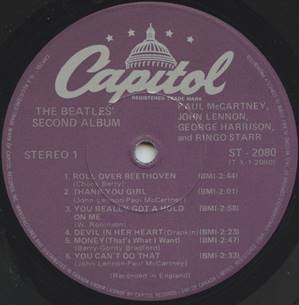 Capitol
REGISTERED TRADE MARK
THE BEATLES'
SECOND ALBUM
PAUL McCARTNEY,
JOHN LENNON,
GEORGE HARRISON,
and RINGO STARR
STEREO 1
ST - 2080
(T-X-1-2080)
1. ROLL OVER BEETHOVEN (BMI-2:44)
(Chuck Berry)
2. THANK YOU GIRL (BMI-2:01)
(John Lennon-Paul McCartney)
3. YOU REALLY GOT A HOLD (BMI-2:58)
ON ME
(W. Robinson)
4. DEVIL IN HER HEART(Drapkin) (BMI-2:23)
5. MONEY (That's What I Want) (BMI-2:47)
(Berry-Gordy Bradford)
6. YOU CAN'T DO THAT (BMI-2:33)
(John Lennon-Paul McCartney)
(Recorded in England)